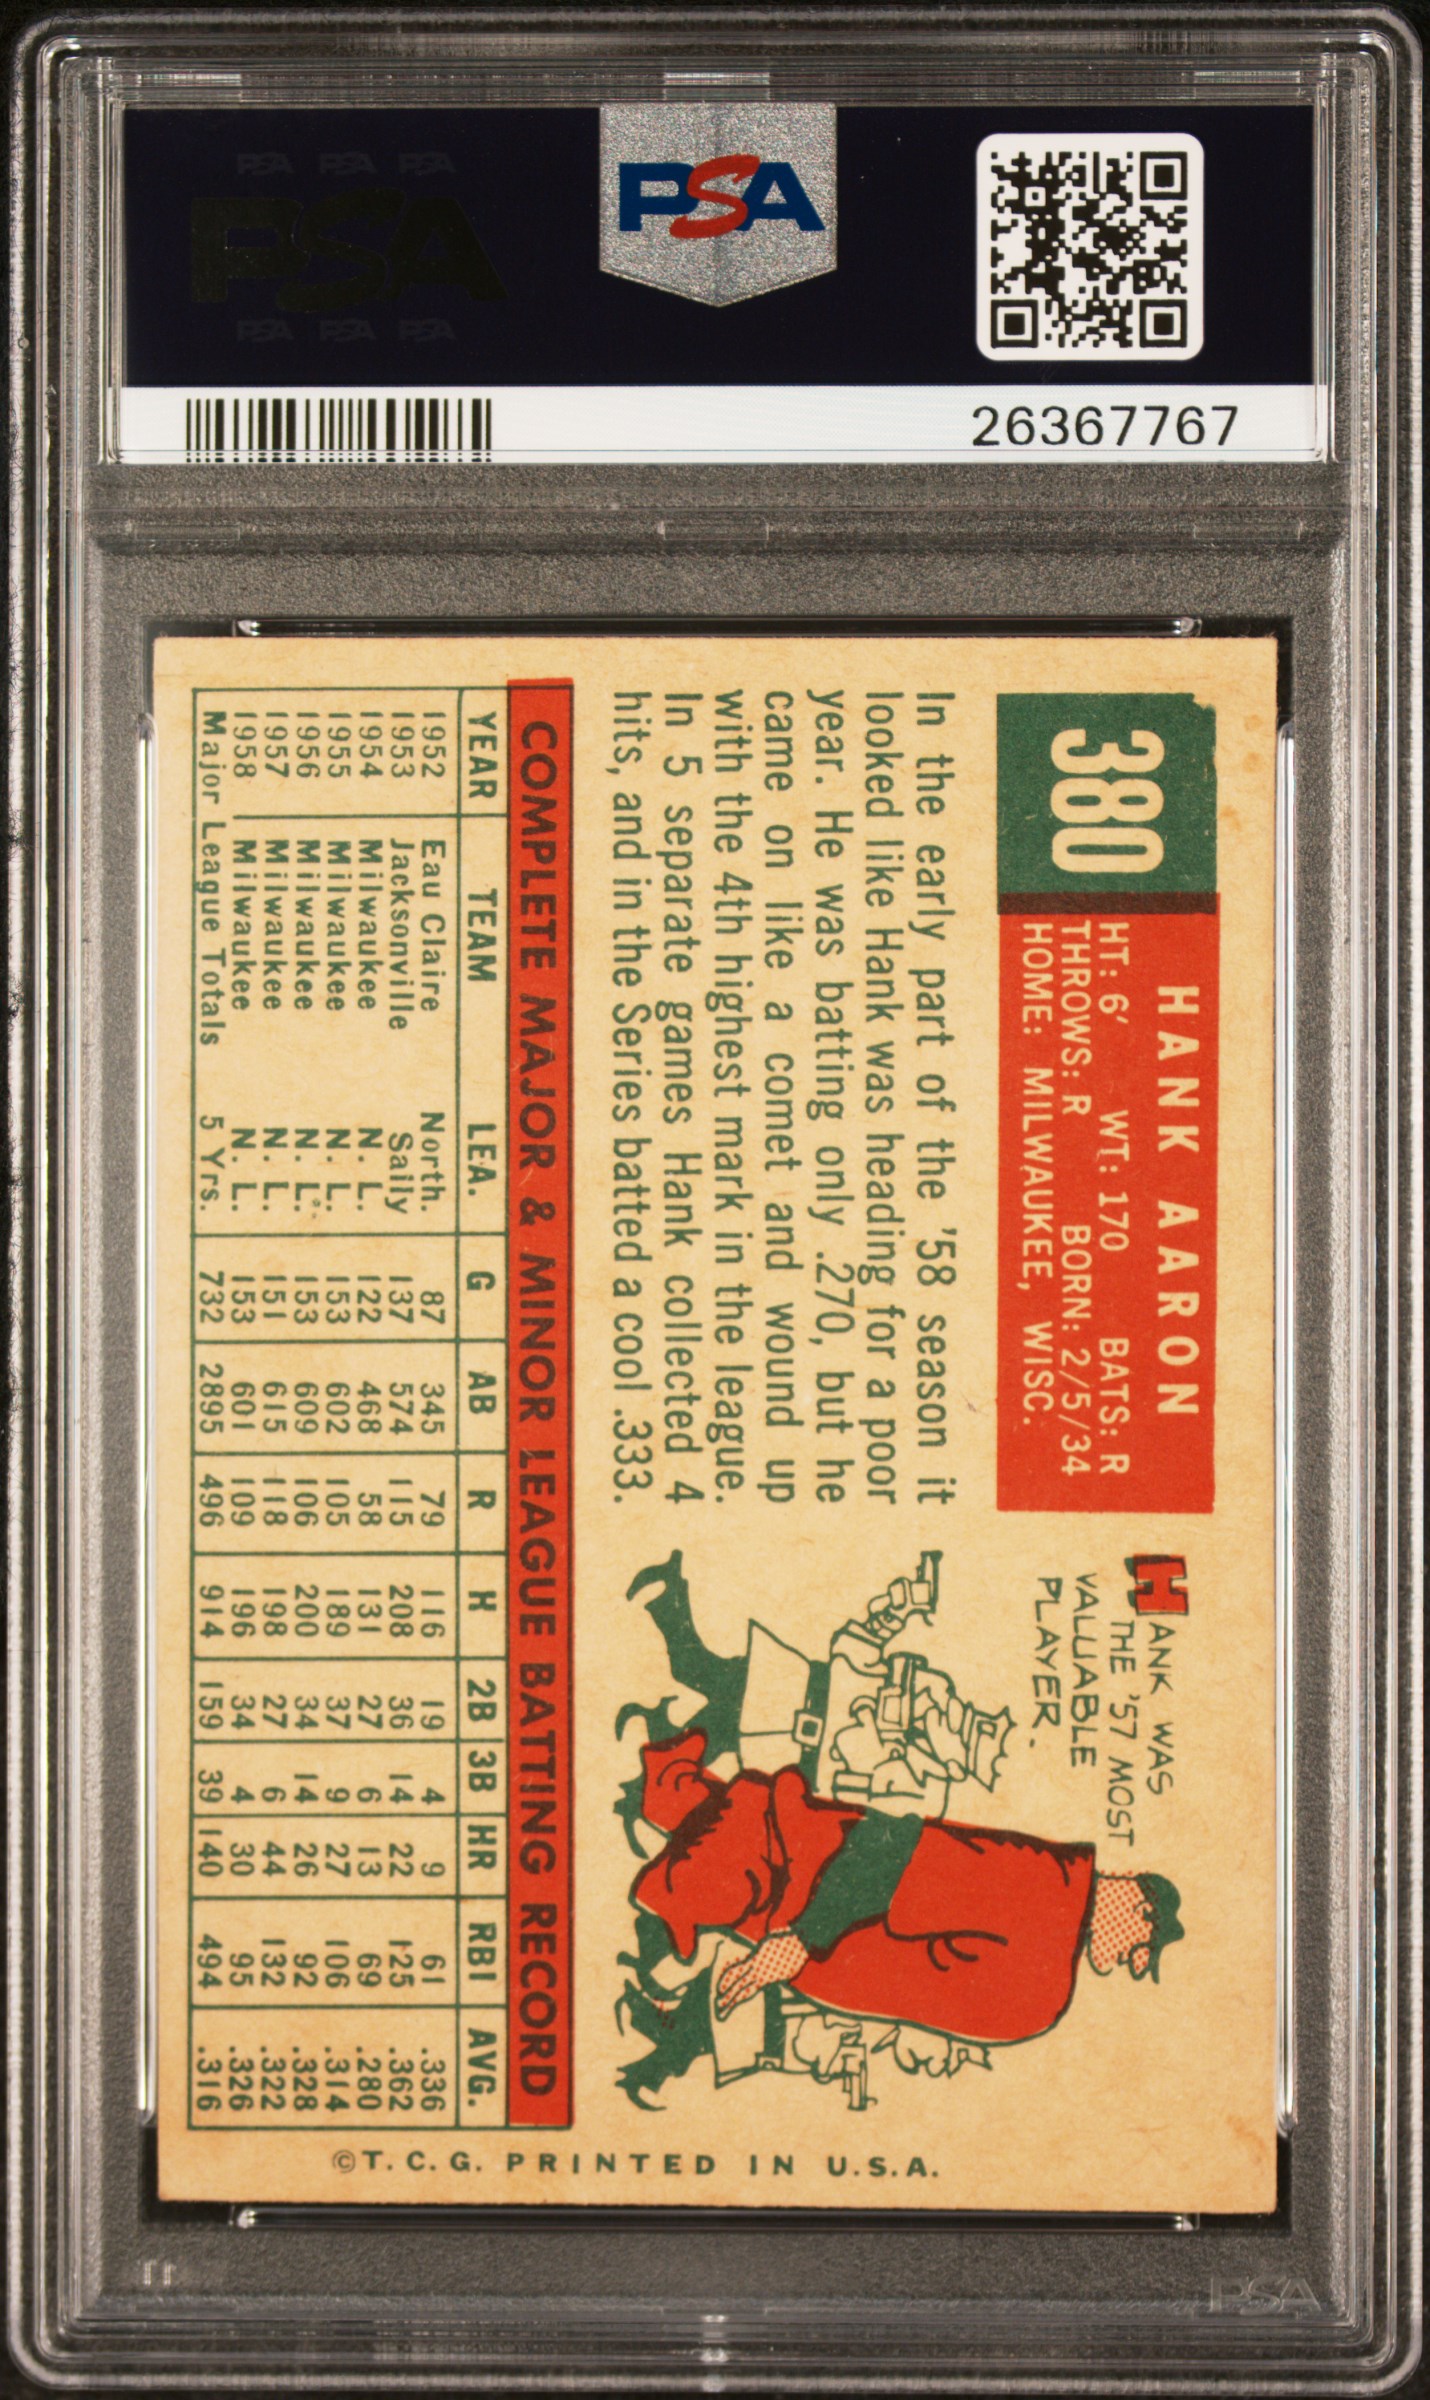 PSA PSA PSA
PSA
PSA PSA PSA
PSA
26367767
380
HANK AARON
HT: 6' WT: 170 BATS: R
THROWS: R BORN: 2/5/34
HOME: MILWAUKEE, WISC.
In the early part of the '58 season it
looked like Hank was heading for a poor
year. He was batting only .270, but he
came on like a comet and wound up
with the 4th highest mark in the league.
In 5 separate games Hank collected 4
hits, and in the Series batted a cool .333.
HANK WAS
THE '57 MOST
VALUABLE
PLAYER.
COMPLETE MAJOR & MINOR LEAGUE BATTING RECORD
YEAR TEAM LEA. G AB R H 2B 3B HR RBI AVG.
1952 Eau Claire North. 87 345 79 116 19 4 9 61 .336
1953 Jacksonville Sally 137 574 115 208 36 14 22 125 .362
1954 Milwaukee N. L. 122 468 58 131 27 6 13 69 .280
1955 Milwaukee N. L. 153 602 105 189 37 9 27 106 .314
1956 Milwaukee N. L. 153 609 106 200 34 14 26 92 .328
1957 Milwaukee N. L. 151 615 118 198 27 6 44 132 .322
1958 Milwaukee N. L. 153 601 109 196 34 4 30 95 .326
Major League Totals 5 Yrs. 732 2895 496 914 159 39 140 494 .316
©T. C. G. PRINTED IN U.S.A.
PSA